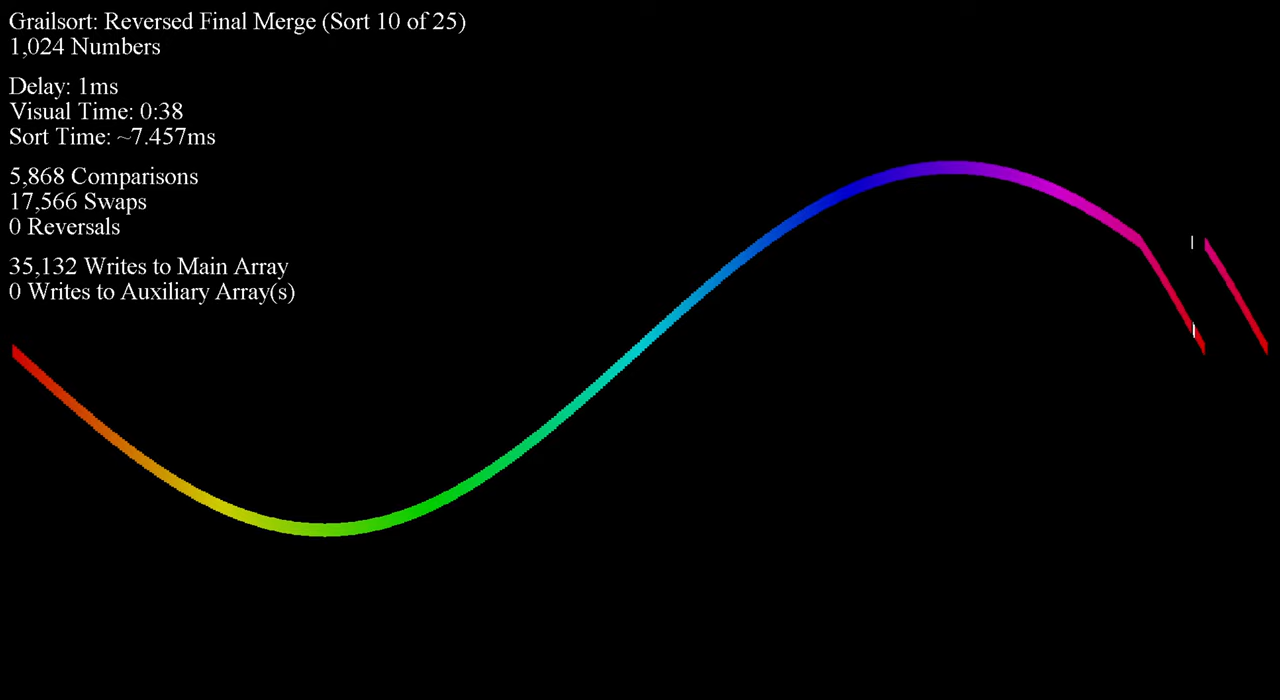 Grailsort: Reversed Final Merge (Sort 10 of 25)
1,024 Numbers
Delay: 1ms
Visual Time: 0:38
Sort Time: ~7.457ms
5,868 Comparisons
17,566 Swaps
0 Reversals
35,132 Writes to Main Array
0 Writes to Auxiliary Array(s)